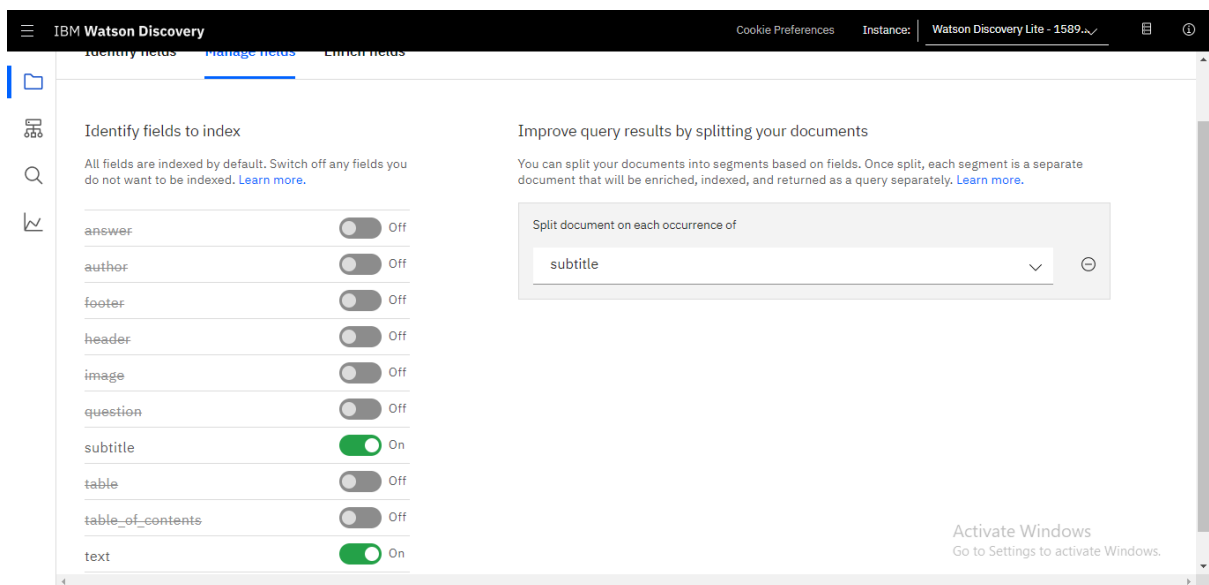 IBM Watson Discovery
Cookie Preferences
Instance:
Watson Discovery Lite - 1589...
Identify fields
Manage fields
Enrich fields
Identify fields to index
All fields are indexed by default. Switch off any fields you
do not want to be indexed. Learn more.
answer Off
author Off
footer Off
header Off
image Off
question Off
subtitle On
table Off
table_of_contents Off
text On
Improve query results by splitting your documents
You can split your documents into segments based on fields. Once split, each segment is a separate
document that will be enriched, indexed, and returned as a query separately. Learn more.
Split document on each occurrence of
subtitle
Activate Windows
Go to Settings to activate Windows.